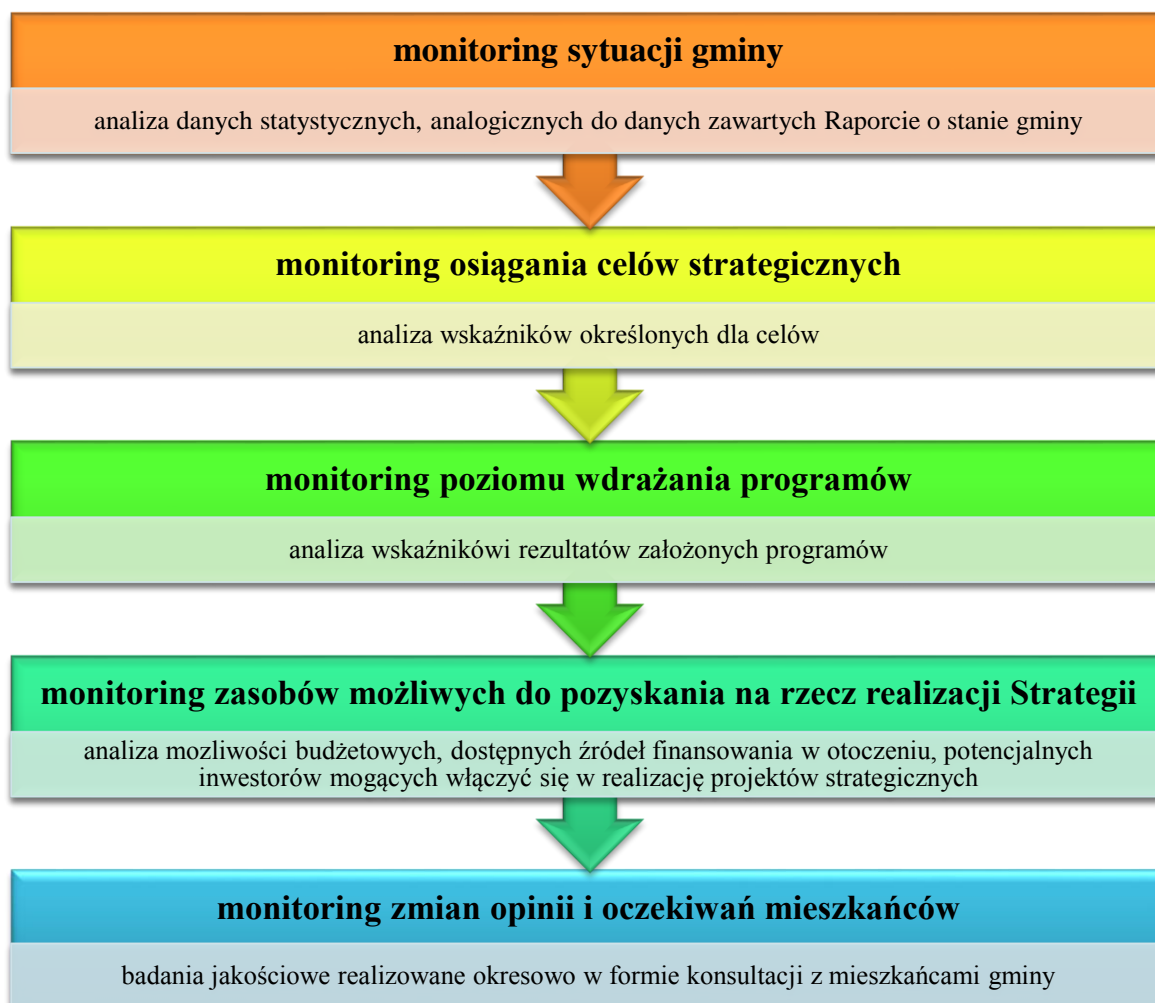 monitoring sytuacji gminy
analiza danych statystycznych, analogicznych do danych zawartych Raporcie o stanie gminy
monitoring osiągania celów strategicznych
analiza wskaźników określonych dla celów
monitoring poziomu wdrażania programów
analiza wskaźnikówi rezultatów założonych programów
monitoring zasobów możliwych do pozyskania na rzecz realizacji Strategii
analiza mozliwości budżetowych, dostępnych źródeł finansowania w otoczeniu, potencjalnych
inwestorów mogących włączyć się w realizację projektów strategicznych
monitoring zmian opinii i oczekiwań mieszkańców
badania jakościowe realizowane okresowo w formie konsultacji z mieszkańcami gminy